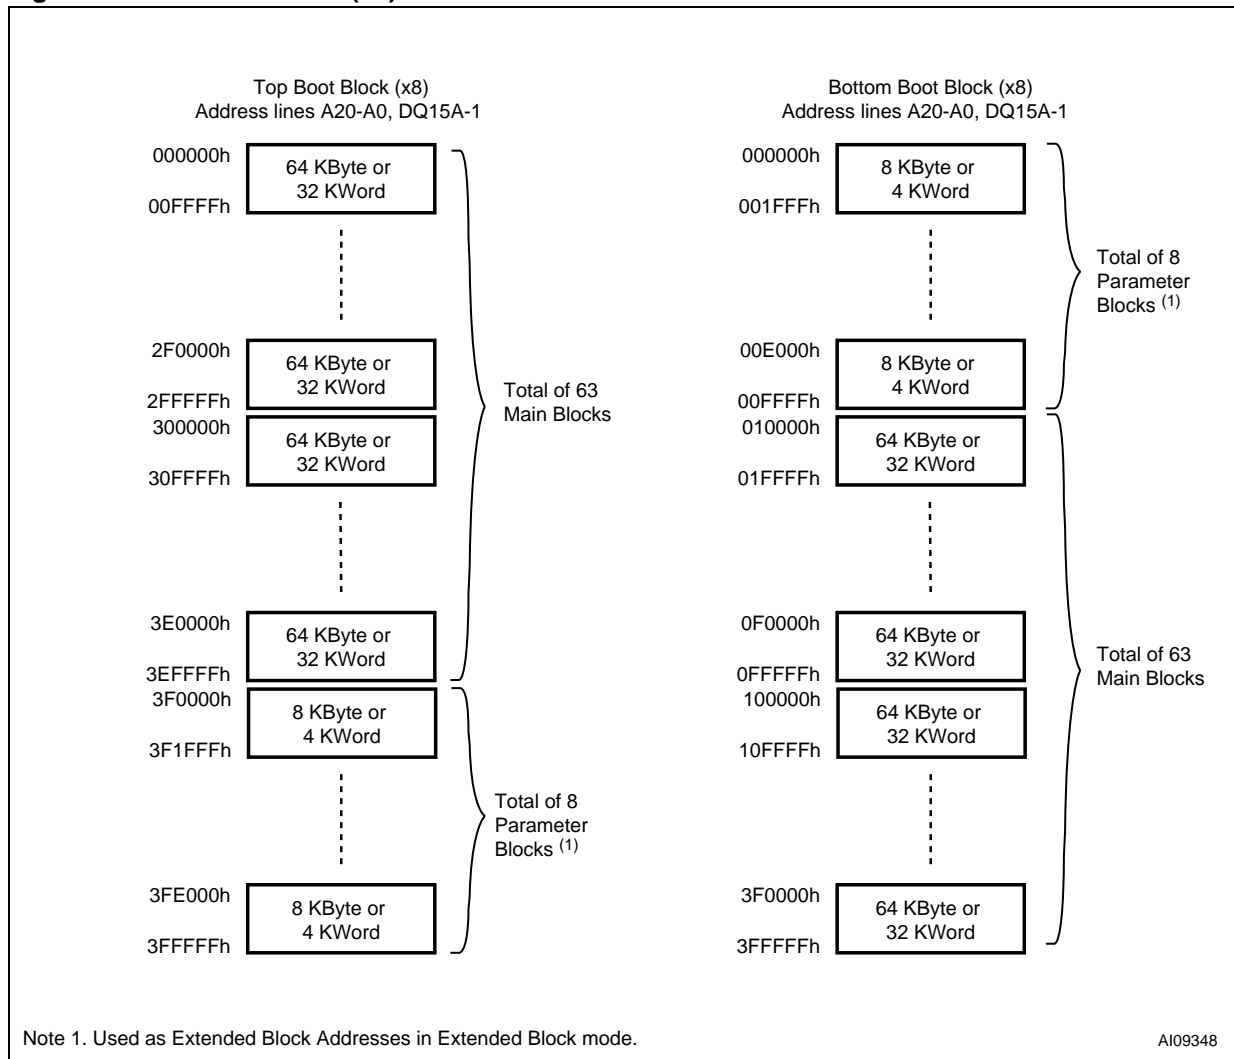 Top Boot Block (x8)
Address lines A20-A0, DQ15A-1
000000h
64 KByte or
32 KWord
00FFFFh
2F0000h
64 KByte or
32 KWord
2FFFFFh
300000h
64 KByte or
32 KWord
30FFFFh
Total of 63
Main Blocks
3E0000h
64 KByte or
32 KWord
3EFFFFh
3F0000h
8 KByte or
4 KWord
3F1FFFh
Total of 8
Parameter
Blocks (1)
3FE000h
8 KByte or
4 KWord
3FFFFFh
Bottom Boot Block (x8)
Address lines A20-A0, DQ15A-1
000000h
8 KByte or
4 KWord
001FFFh
Total of 8
Parameter
Blocks (1)
00E000h
8 KByte or
4 KWord
00FFFFh
010000h
64 KByte or
32 KWord
01FFFFh
0F0000h
64 KByte or
32 KWord
0FFFFFh
Total of 63
Main Blocks
100000h
64 KByte or
32 KWord
10FFFFh
3F0000h
64 KByte or
32 KWord
3FFFFFh
Note 1. Used as Extended Block Addresses in Extended Block mode.
AI09348